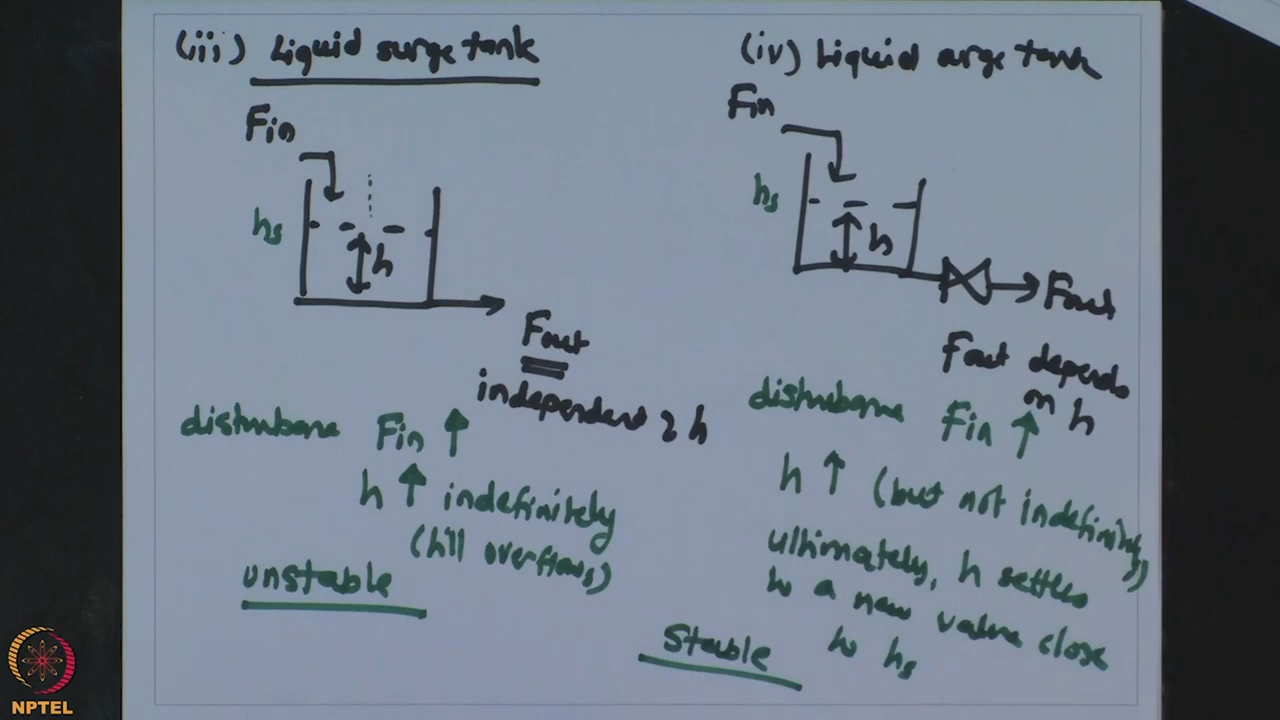 (iii) Liquid surge tank
Fin
hs
h
Fout
independent of h
disturbance Fin ↑
h ↑ indefinitely
(till overflows)
unstable
(iv) Liquid surge tank
Fin
hs
h
Fout
Fout depends
on h
disturbance Fin ↑
h ↑ (but not indefinitely)
ultimately, h settles
to a new value close
to hs
Stable
NPTEL